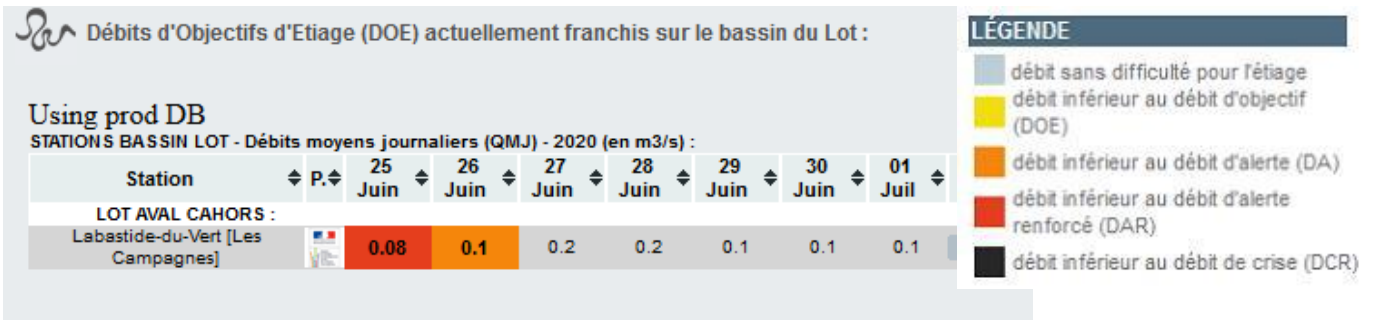 Débits d'Objectifs d'Etiage (DOE) actuellement franchis sur le bassin du Lot :
Using prod DB
STATIONS BASSIN LOT - Débits moyens journaliers (QMJ) - 2020 (en m3/s) :
Station P. 25 Juin 26 Juin 27 Juin 28 Juin 29 Juin 30 Juin 01 Juil
LOT AVAL CAHORS :
Labastide-du-Vert [Les
Campagnes] 0.08 0.1 0.2 0.2 0.1 0.1 0.1
LÉGENDE
débit sans difficulté pour l'étiage
débit inférieur au débit d'objectif
(DOE)
débit inférieur au débit d'alerte (DA)
débit inférieur au débit d'alerte
renforcé (DAR)
débit inférieur au débit de crise (DCR)